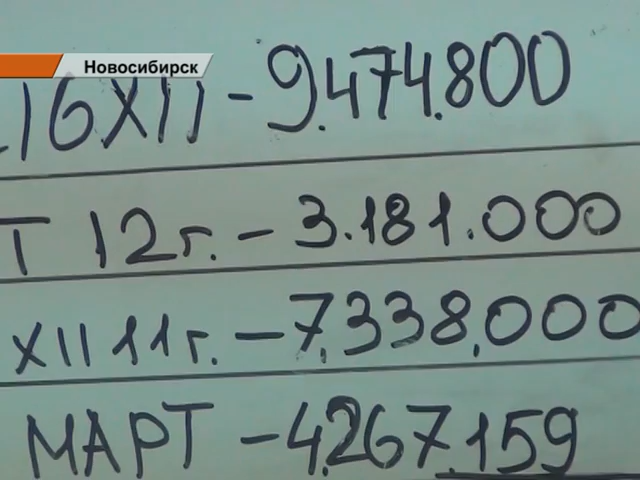 Новосибирск
.16XII - 9.474.800
Т 12г. - 3.181.000
XII 11г. - 7.338.000
МАРТ - 4.267.159